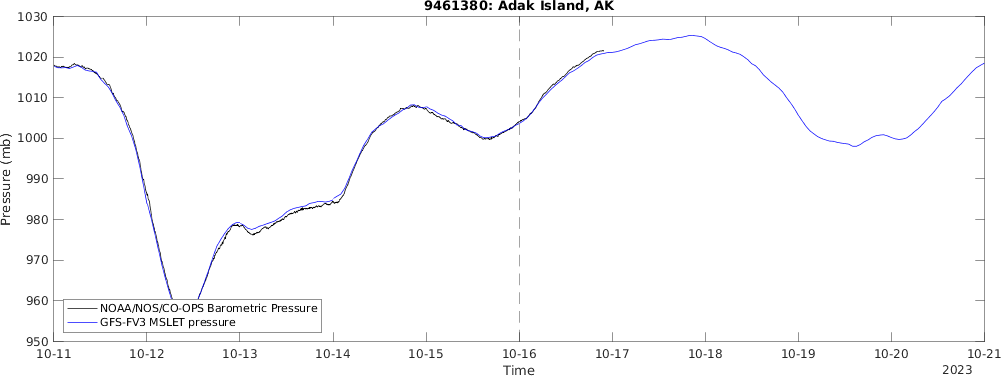 9461380: Adak Island, AK
Pressure (mb)
1030
1020
1010
1000
990
980
970
960
950
NOAA/NOS/CO-OPS Barometric Pressure
GFS-FV3 MSLET pressure
10-11 10-12 10-13 10-14 10-15 10-16 10-17 10-18 10-19 10-20 10-21
Time
2023